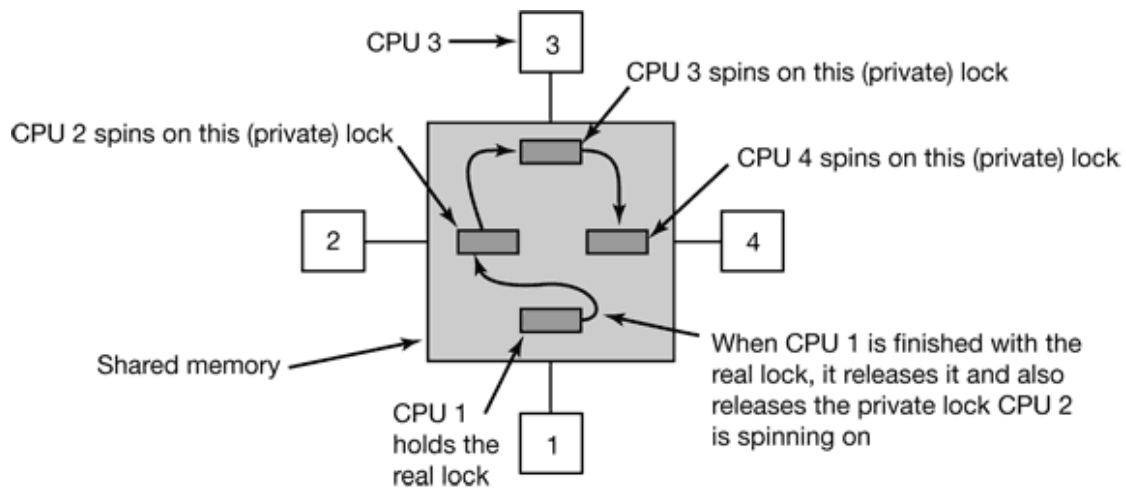 CPU 3
3
CPU 3 spins on this (private) lock
CPU 2 spins on this (private) lock
CPU 4 spins on this (private) lock
2
4
Shared memory
When CPU 1 is finished with the
real lock, it releases it and also
releases the private lock CPU 2
is spinning on
CPU 1
holds the
real lock
1